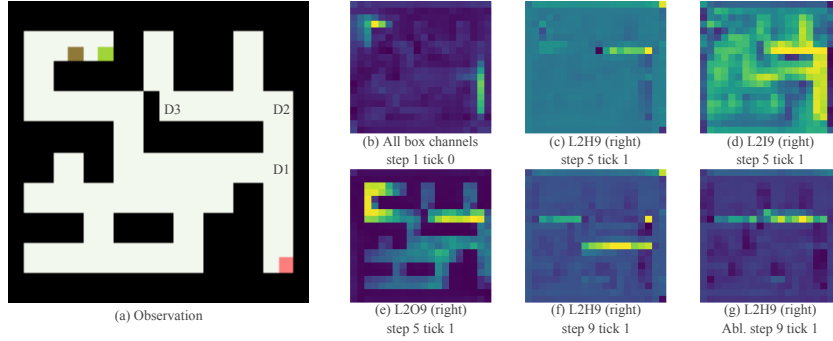 D3
D2
D1
(a) Observation
(b) All box channels
step 1 tick 0
(c) L2H9 (right)
step 5 tick 1
(d) L2I9 (right)
step 5 tick 1
(e) L2O9 (right)
step 5 tick 1
(f) L2H9 (right)
step 9 tick 1
(g) L2H9 (right)
Abl. step 9 tick 1